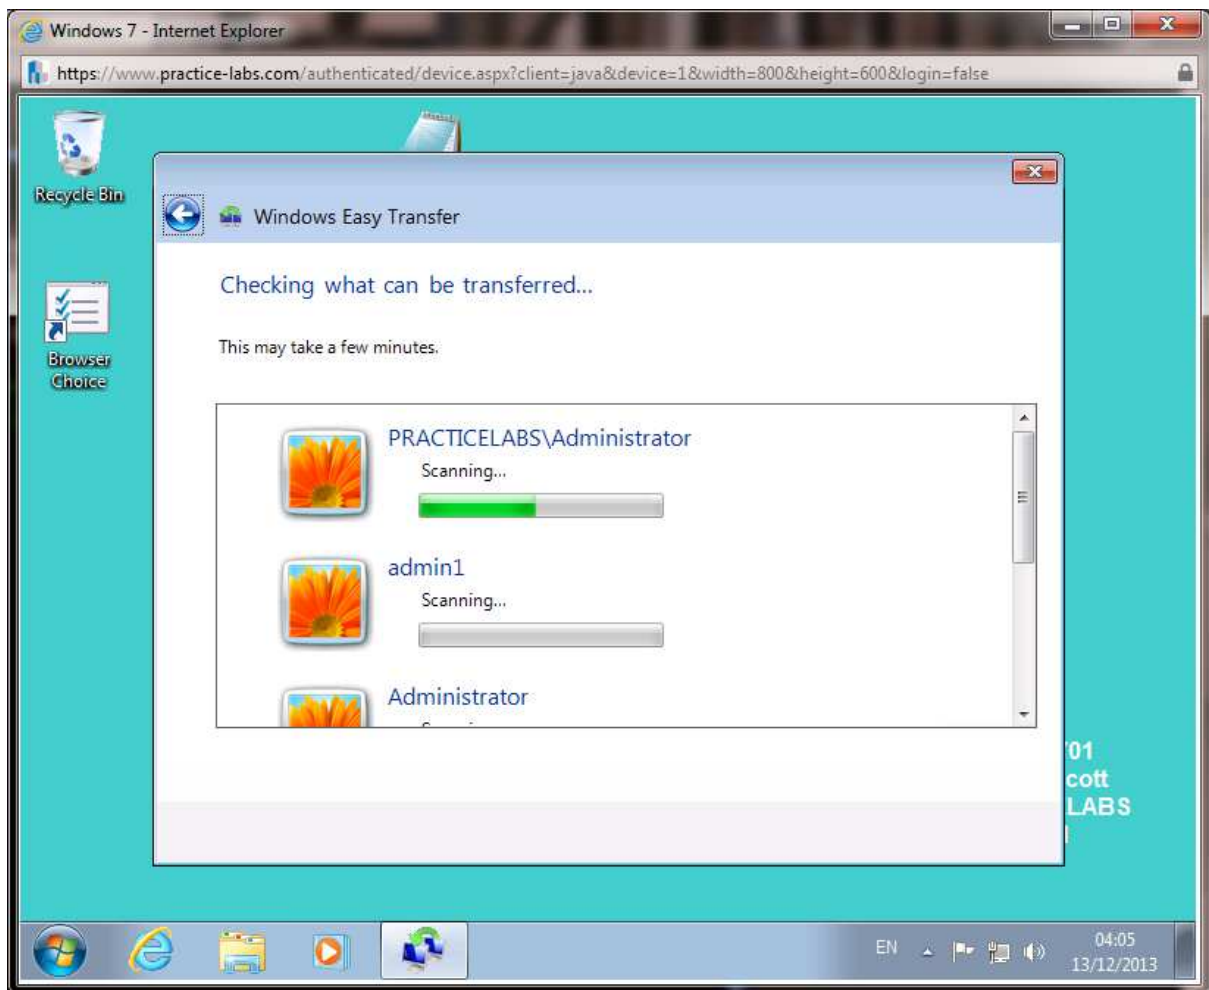 Windows 7 - Internet Explorer
https://www.practice-labs.com/authenticated/device.aspx?client=java&device=1&width=800&height=600&login=false
Recycle Bin
Windows Easy Transfer
Checking what can be transferred...
Browser
Choice
This may take a few minutes.
PRACTICELABS\Administrator
Scanning...
admin1
Scanning...
Administrator
01
cott
LABS
EN
04:05
13/12/2013